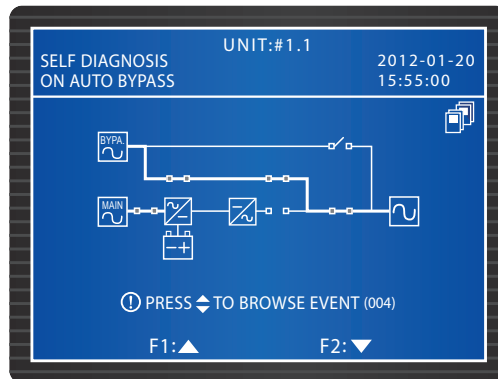 UNIT:#1.1
SELF DIAGNOSIS
ON AUTO BYPASS
2012-01-20
15:55:00
BYPA.
MAIN
PRESS TO BROWSE EVENT (004)
F1:
F2: